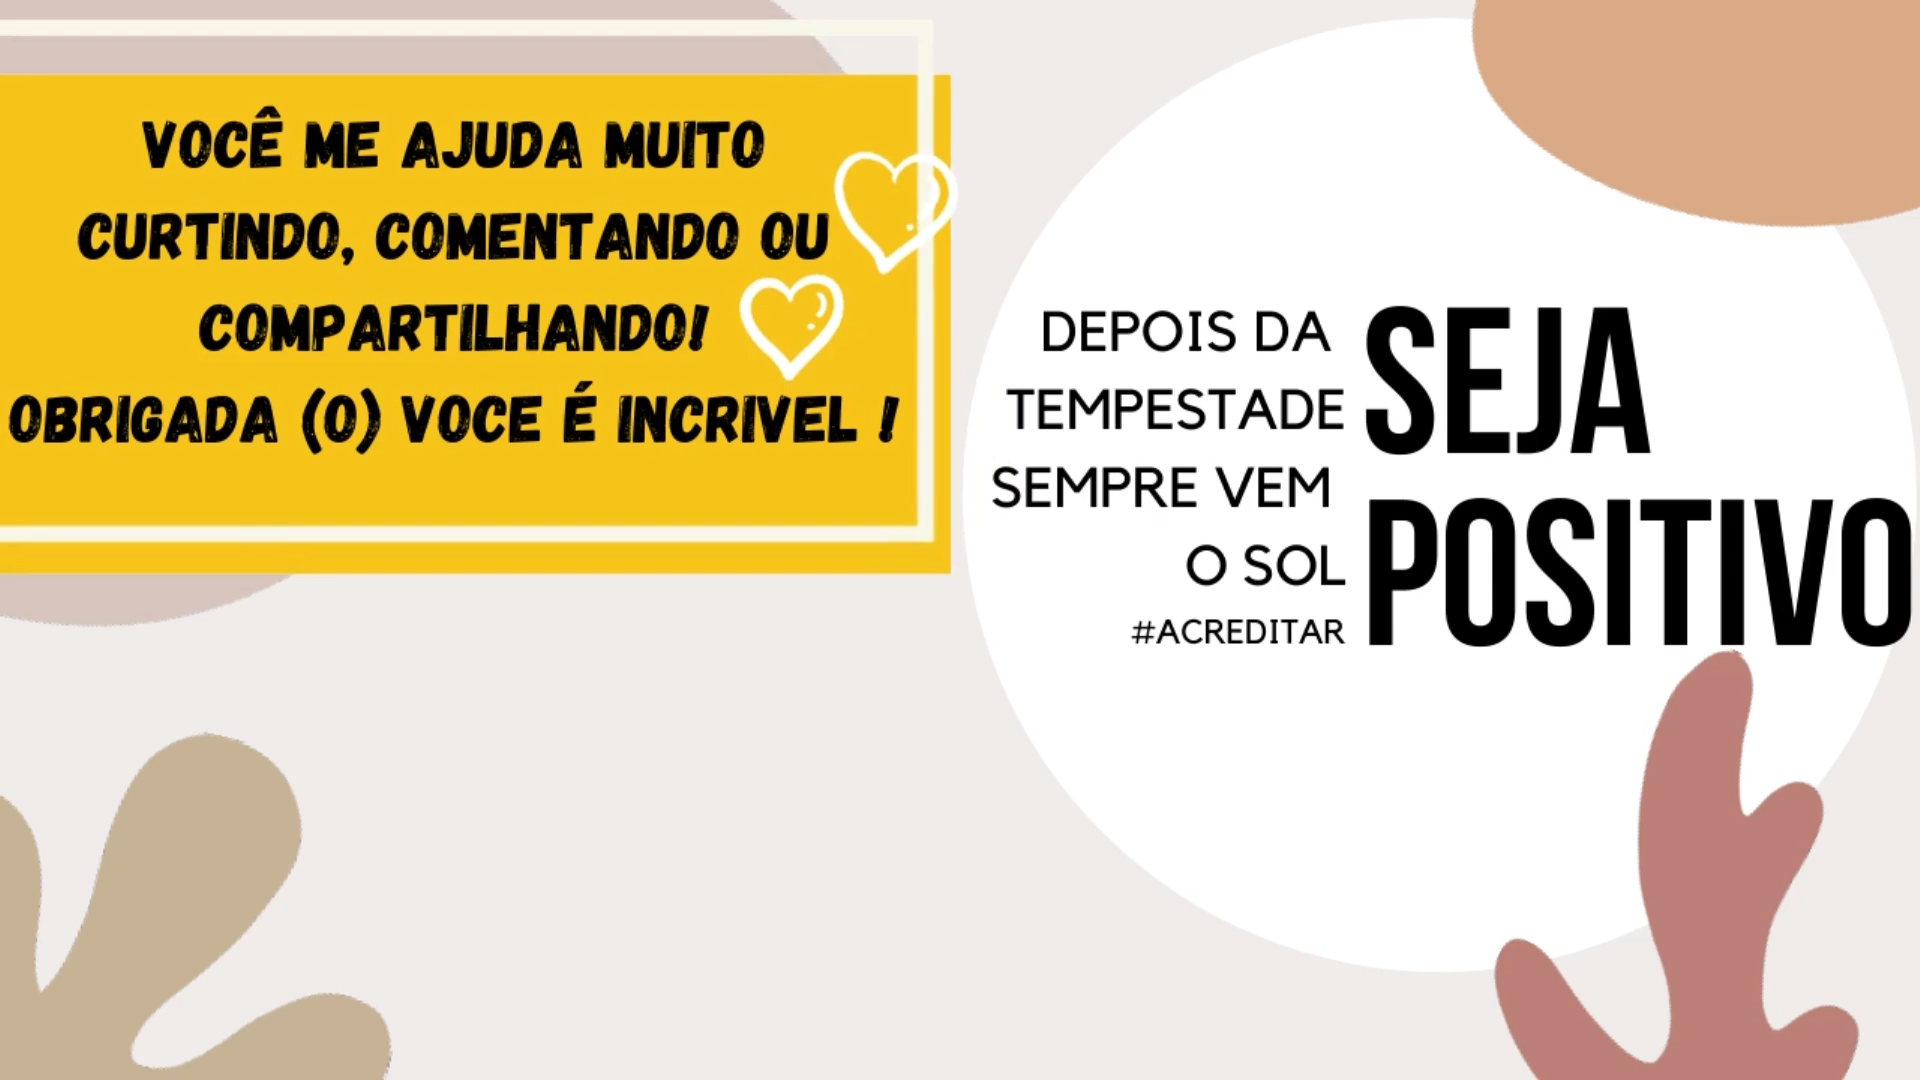 VOCÊ ME AJUDA MUITO
CURTINDO, COMENTANDO OU
COMPARTILHANDO!
OBRIGADA (O) VOCE É INCRIVEL !
DEPOIS DA
TEMPESTADE
SEMPRE VEM
O SOL
#ACREDITAR
SEJA
POSITIVO